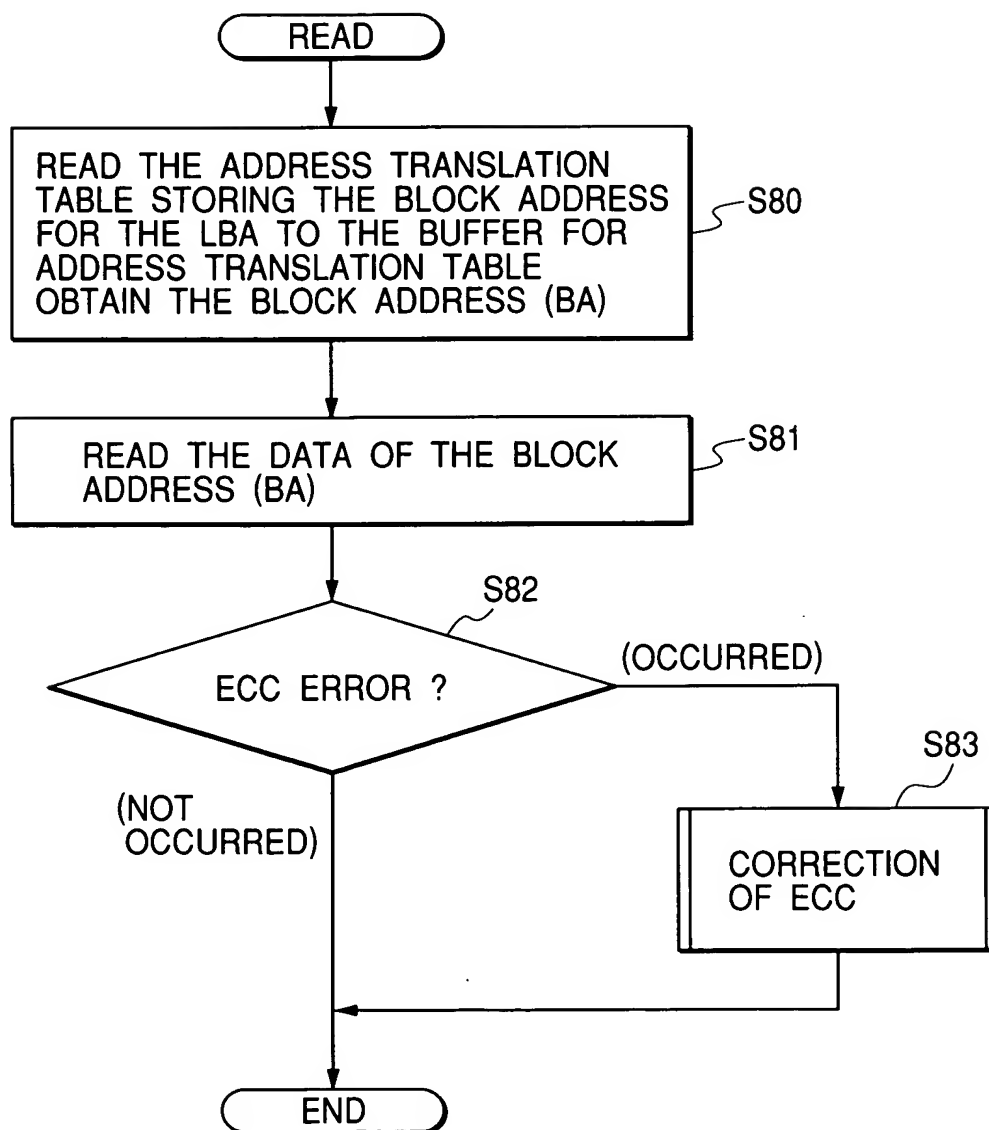 READ
READ THE ADDRESS TRANSLATION
TABLE STORING THE BLOCK ADDRESS
FOR THE LBA TO THE BUFFER FOR
ADDRESS TRANSLATION TABLE
OBTAIN THE BLOCK ADDRESS (BA)
S80
READ THE DATA OF THE BLOCK
ADDRESS (BA)
S81
S82
ECC ERROR ?
(OCCURRED)
(NOT
OCCURRED)
S83
CORRECTION
OF ECC
END